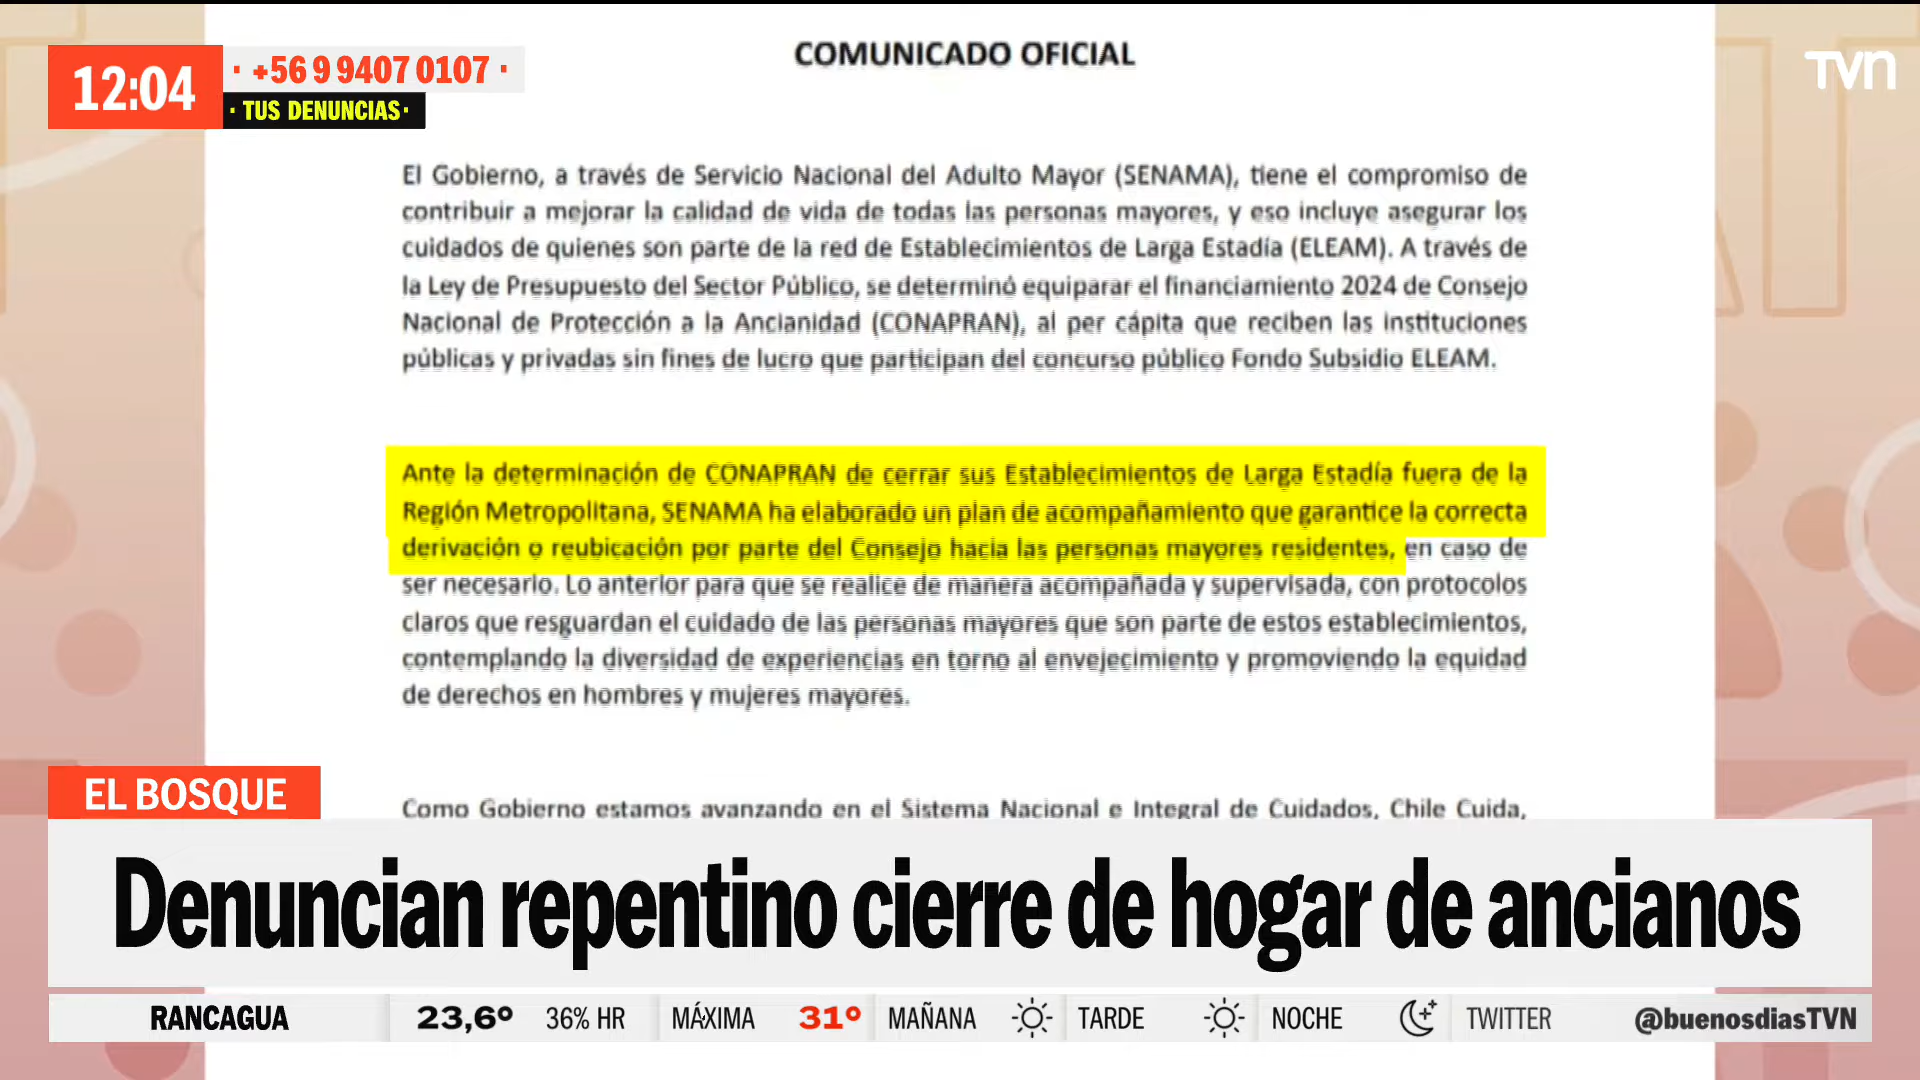 COMUNICADO OFICIAL
TVN
12:04
· +56 9 9407 0107 ·
· TUS DENUNCIAS·
El Gobierno, a través de Servicio Nacional del Adulto Mayor (SENAMA), tiene el compromiso de
contribuir a mejorar la calidad de vida de todas las personas mayores, y eso incluye asegurar los
cuidados de quienes son parte de la red de Establecimientos de Larga Estadía (ELEAM). A través de
la Ley de Presupuesto del Sector Público, se determinó equiparar el financiamiento 2024 de Consejo
Nacional de Protección a la Ancianidad (CONAPRAN), al per cápita que reciben las instituciones
públicas y privadas sin fines de lucro que participan del concurso público Fondo Subsidio ELEAM.
Ante la determinación de CONAPRAN de cerrar sus Establecimientos de Larga Estadía fuera de la
Región Metropolitana, SENAMA ha elaborado un plan de acompañamiento que garantice la correcta
derivación o reubicación por parte del Consejo hacia las personas mayores residentes, en caso de
ser necesario. Lo anterior para que se realice de manera acompañada y supervisada, con protocolos
claros que resguardan el cuidado de las personas mayores que son parte de estos establecimientos,
contemplando la diversidad de experiencias en torno al envejecimiento y promoviendo la equidad
de derechos en hombres y mujeres mayores.
Como Gobierno estamos avanzando en el Sistema Nacional e Integral de Cuidados, Chile Cuida,
EL BOSQUE
Denuncian repentino cierre de hogar de ancianos
RANCAGUA 23,6° 36% HR MÁXIMA 31° MAÑANA TARDE NOCHE TWITTER @buenosdiasTVN